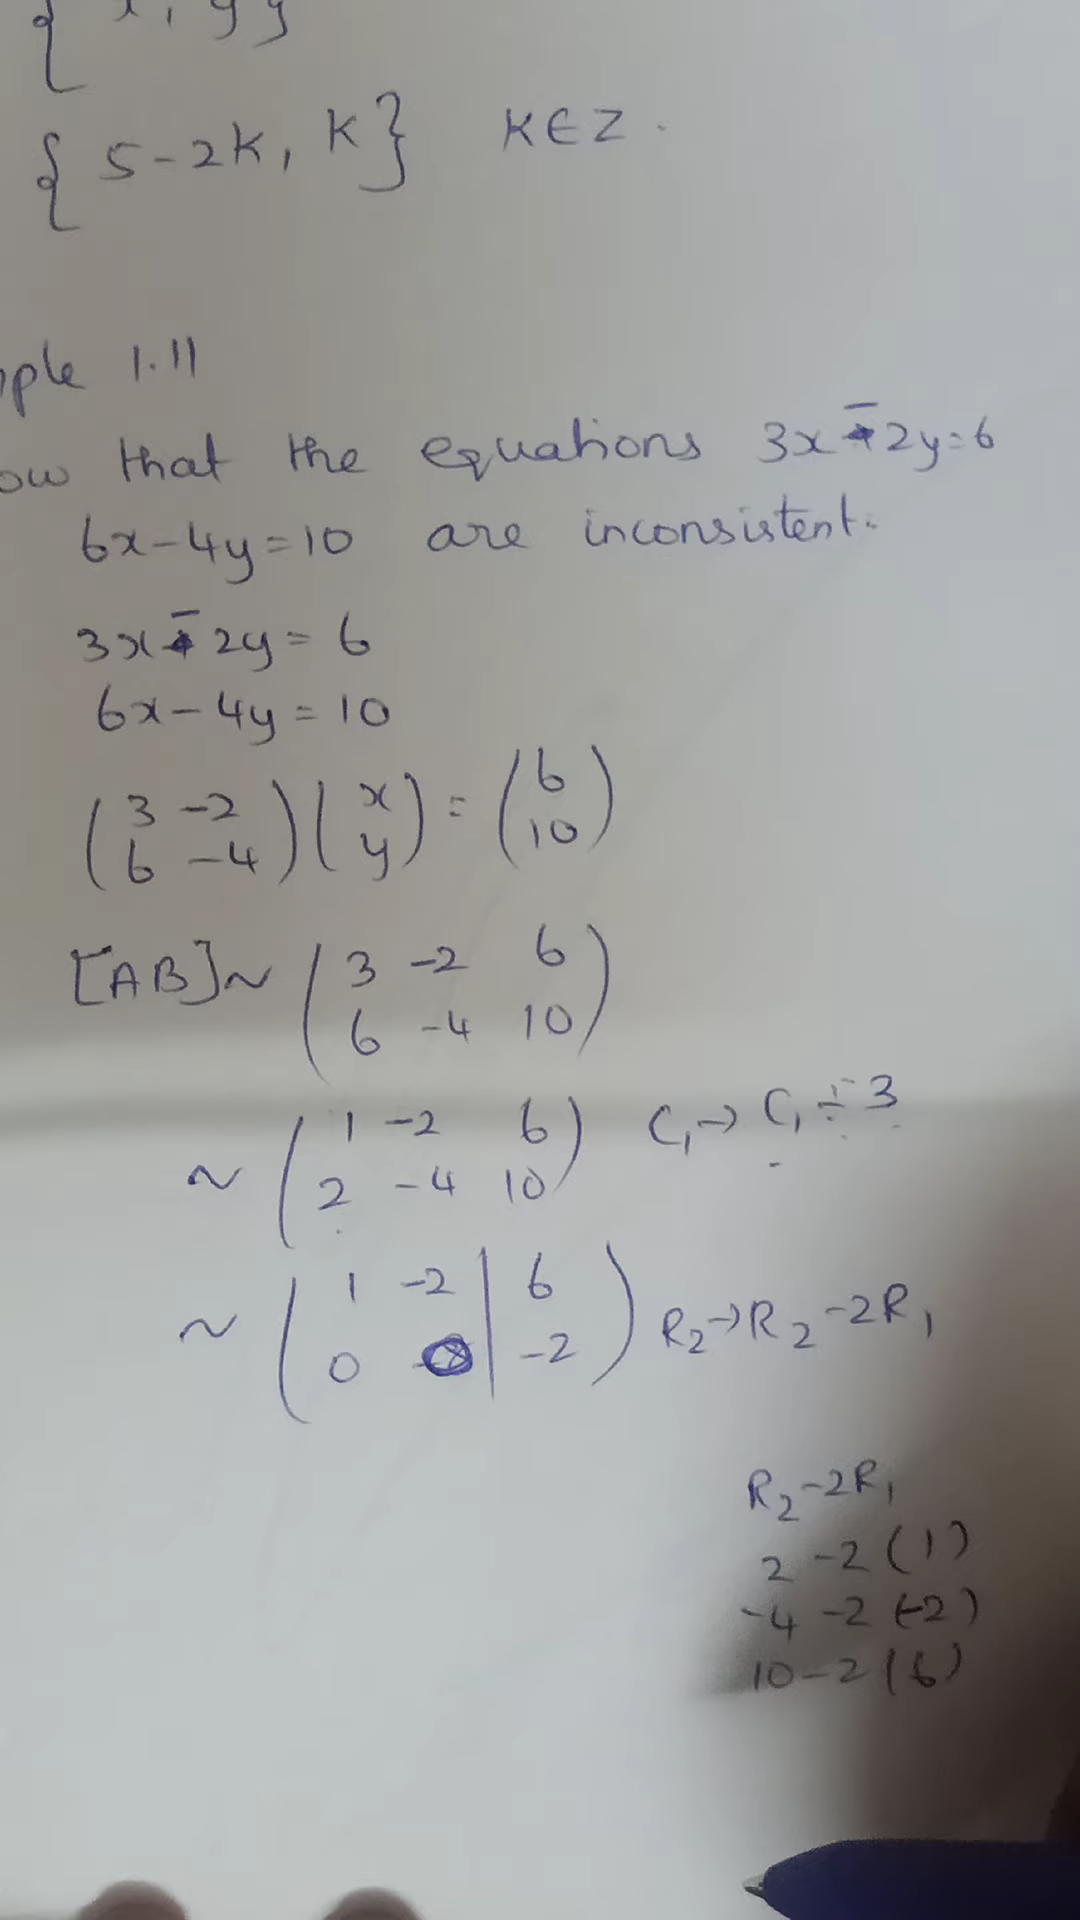 { x, y }
{ 5-2K, K } K∈Z.
ple 1.11
ow that the equations 3x-2y=6
6x-4y=10 are inconsistent.
3x-2y=6
6x-4y=10
(3 -2
6 -4) (x
y) = (6
10)
[AB]~ (3 -2 6
6 -4 10)
~ (1 -2 6
2 -4 10) C₁→C₁÷3
~ (1 -2 | 6
0 | -2) R₂→R₂-2R₁
R₂-2R₁
2-2(1)
-4-2(-2)
10-2(6)